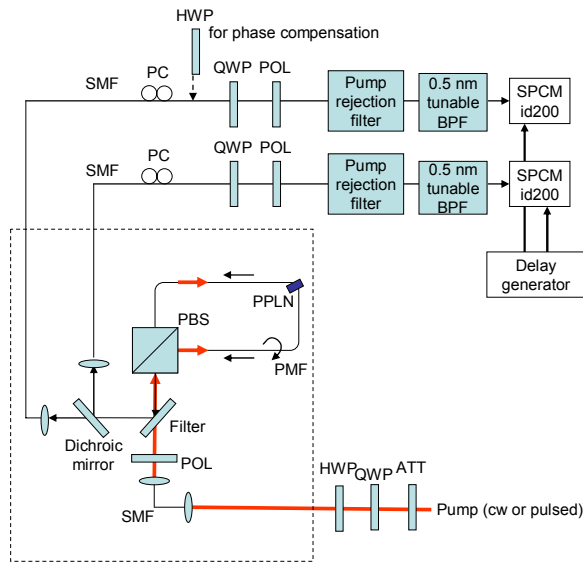 HWP
for phase compensation
SMF
PC
QWP
POL
Pump
rejection
filter
0.5 nm
tunable
BPF
SPCM
id200
SMF
PC
QWP
POL
Pump
rejection
filter
0.5 nm
tunable
BPF
SPCM
id200
Delay
generator
PPLN
PBS
PMF
Filter
Dichroic
mirror
POL
SMF
HWP
QWP
ATT
Pump (cw or pulsed)